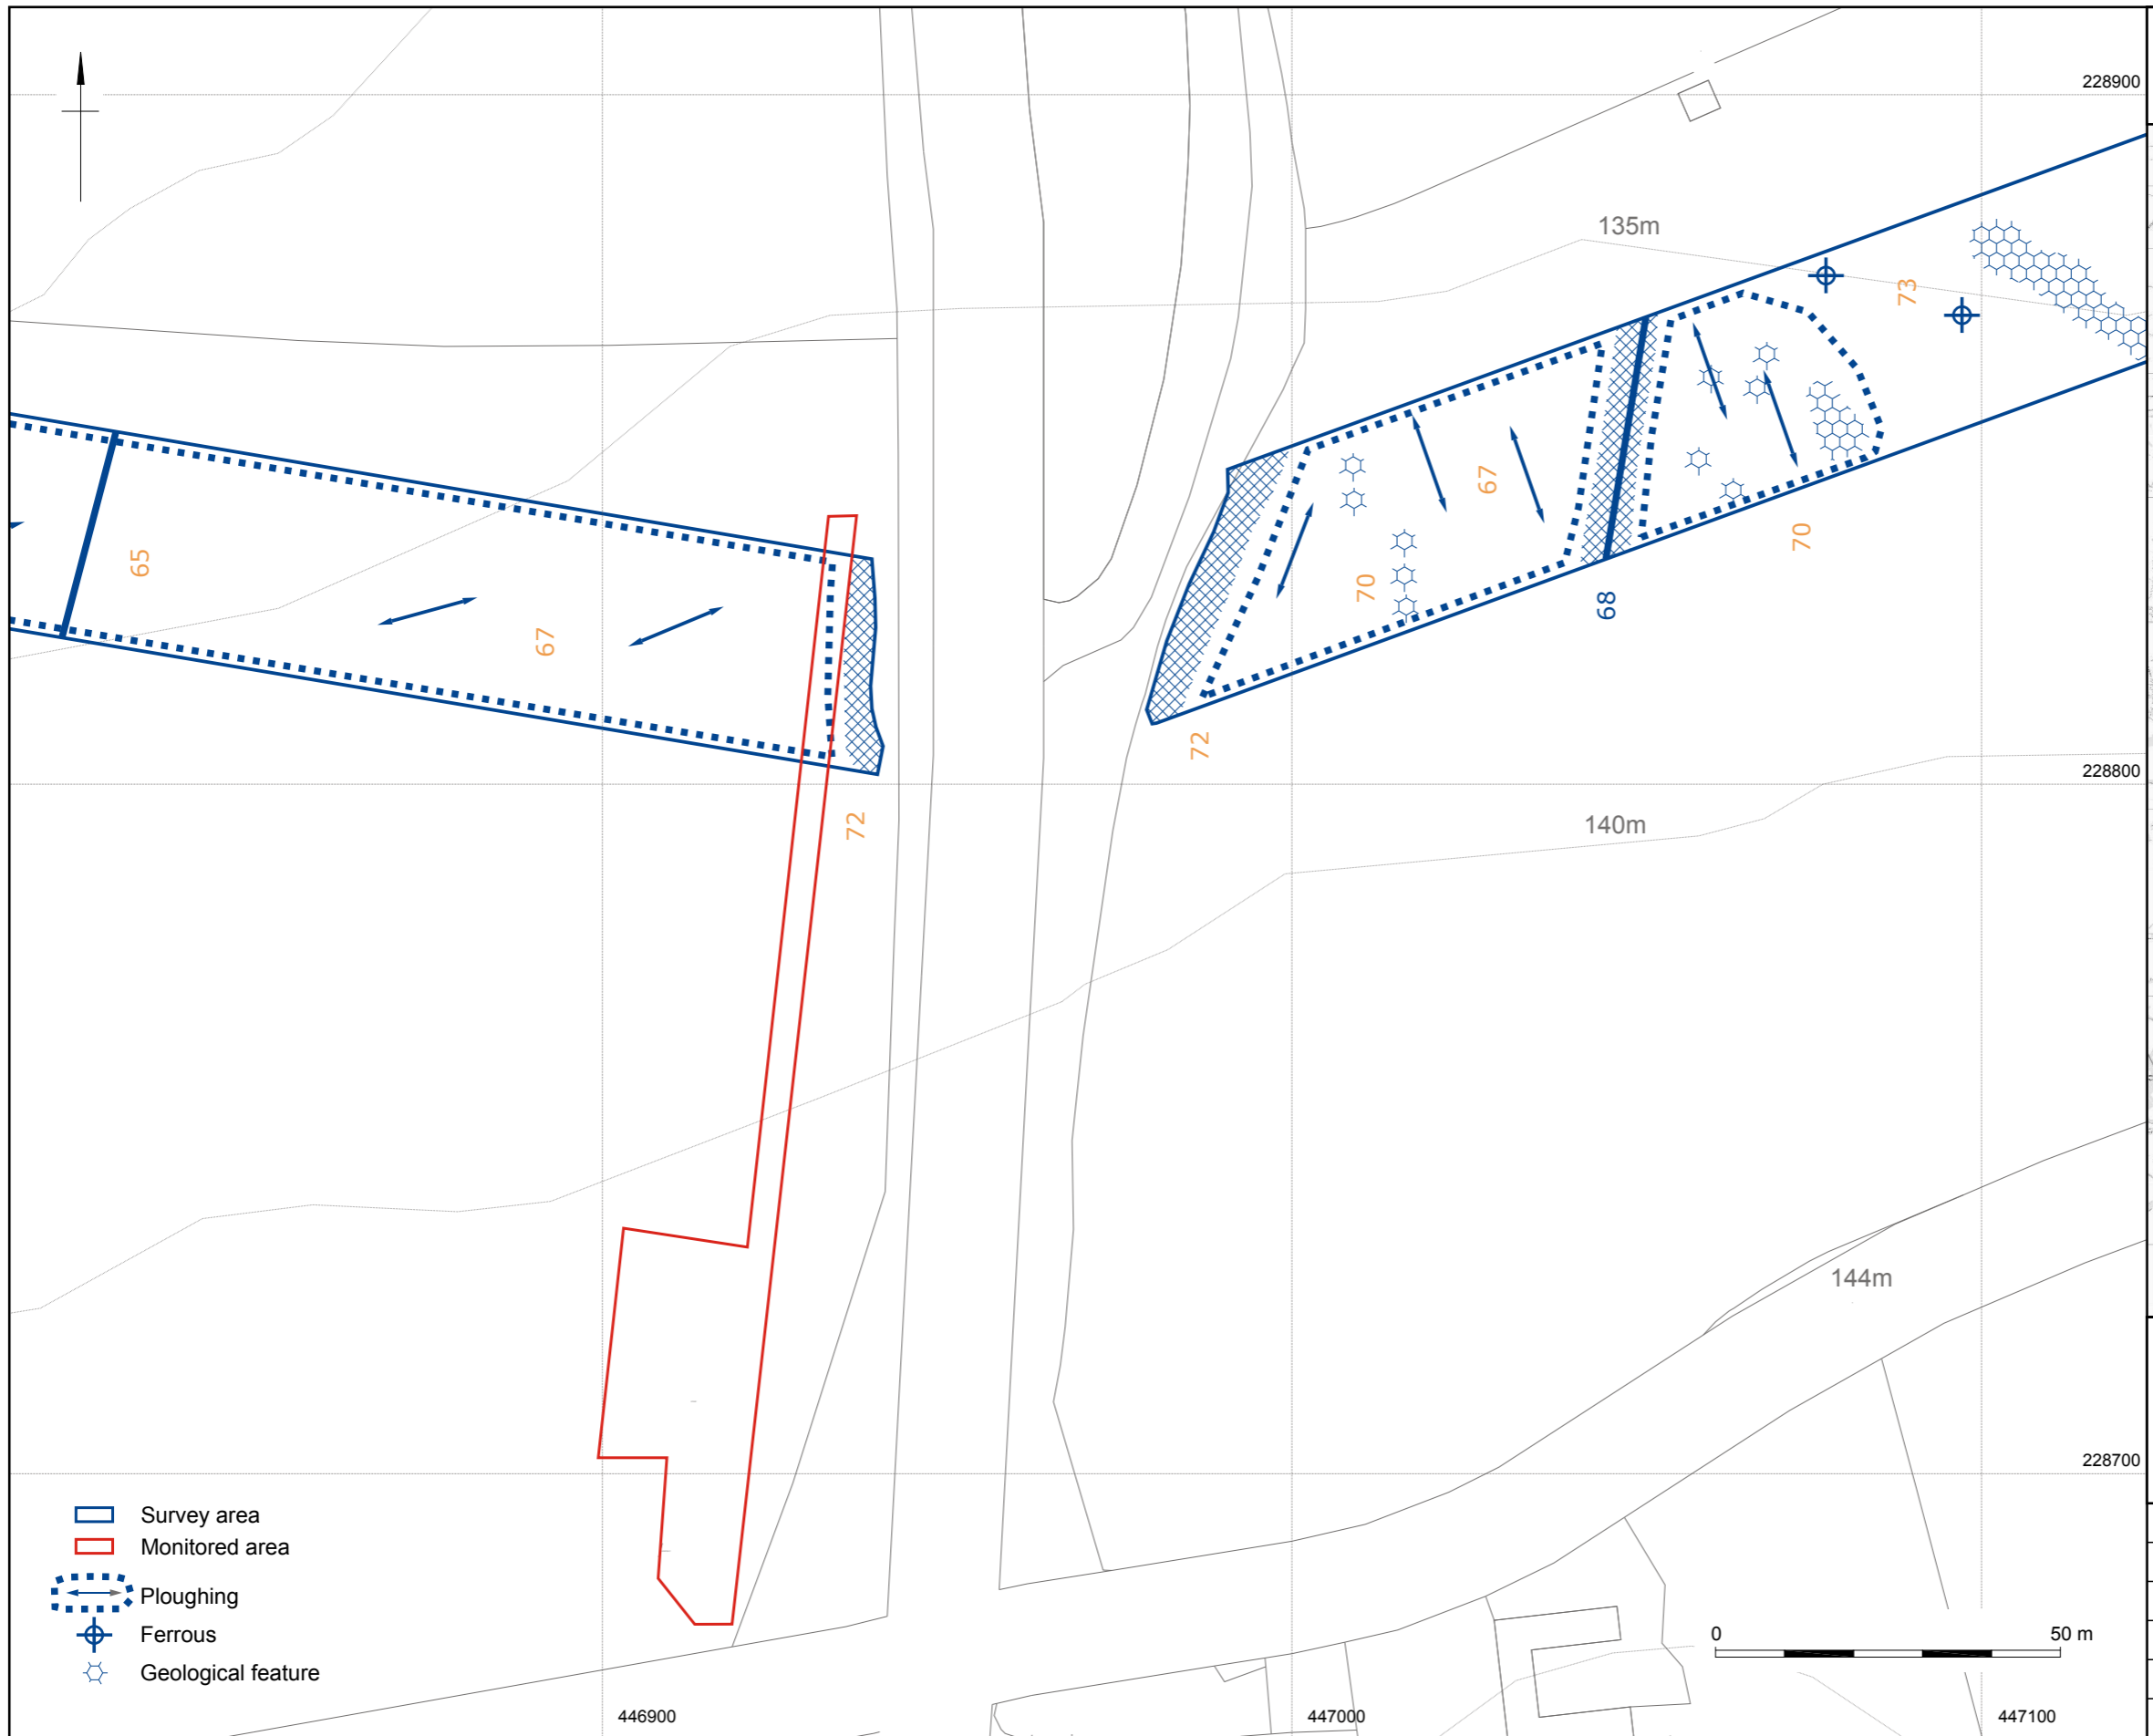 228900
135m
73
65
67
67
70
70
68
72
72
228800
140m
144m
228700
Survey area
Monitored area
Ploughing
Ferrous
Geological feature
0 50 m
446900
447000
447100